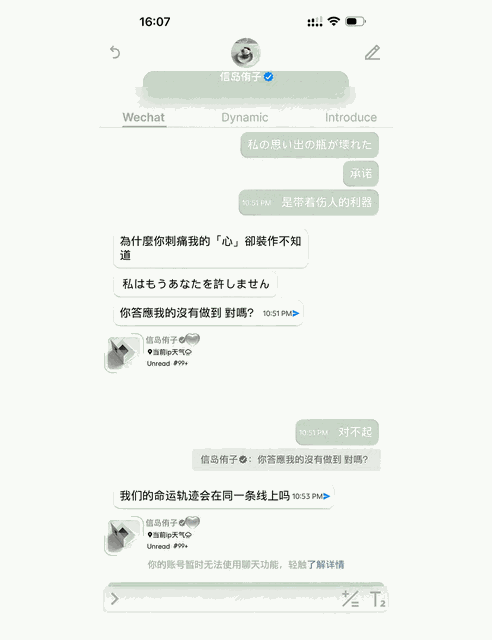 16:07
信岛侑子
Wechat
Dynamic
Introduce
私の思い出の瓶が壊れた
承诺
10:51 PM 是带着伤人的利器
為什麼你刺痛我的「心」卻裝作不知
道
私はもうあなたを許しません
你答應我的沒有做到 對嗎? 10:51 PM
信岛侑子
当前ip天气
Unread #99+
10:51 PM 对不起
信岛侑子：你答應我的沒有做到 對嗎?
我们的命运轨迹会在同一条线上吗 10:53 PM
信岛侑子
当前ip天气
Unread #99+
你的账号暂时无法使用聊天功能，轻触了解详情
T2